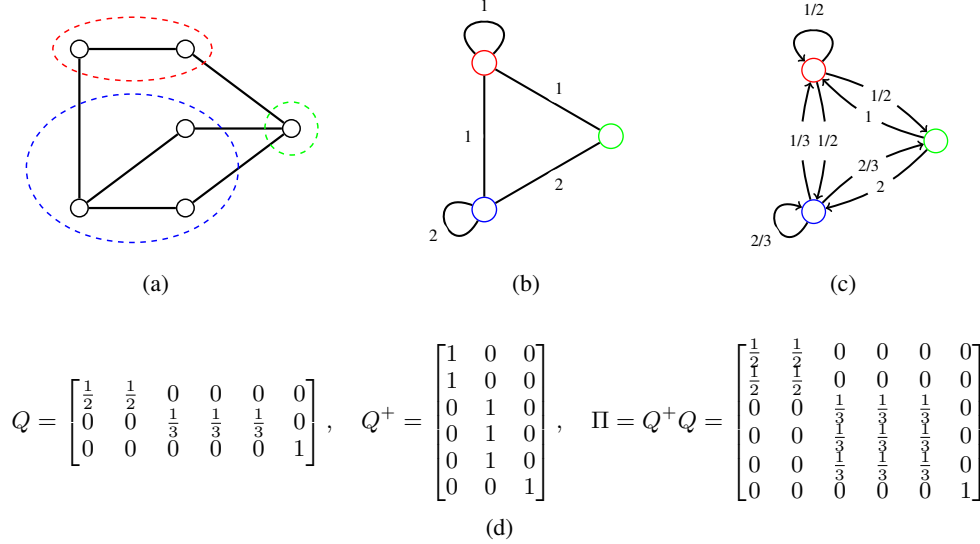 1
1/2
1
1
1/2
1
1/3
1/2
2/3
2
2
2
2/3
(a)
(b)
(c)
Q = [ 1/2 1/2 0 0 0 0
0 0 1/3 1/3 1/3 0
0 0 0 0 0 1 ] ,
Q⁺ = [ 1 0 0
1 0 0
0 1 0
0 1 0
0 1 0
0 0 1 ] ,
Π = Q⁺Q = [ 1/2 1/2 0 0 0 0
1/2 1/2 0 0 0 0
0 0 1/3 1/3 1/3 0
0 0 1/3 1/3 1/3 0
0 0 1/3 1/3 1/3 0
0 0 0 0 0 1 ]
(d)